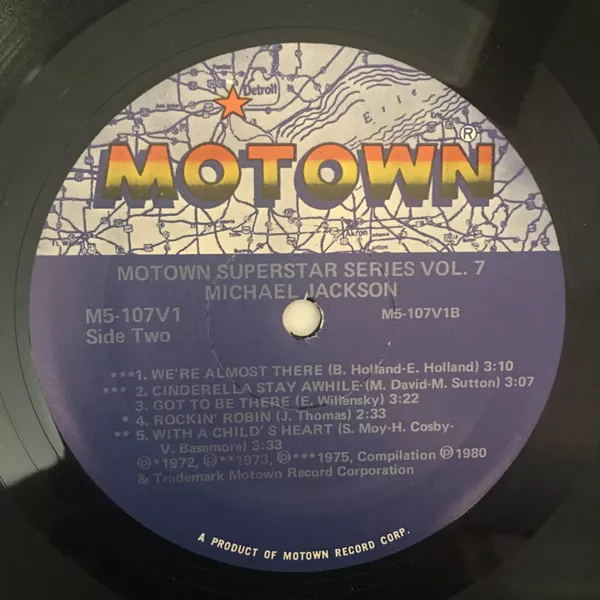 Detroit
Erie
MOTOWN®
Akron
Canton
MOTOWN SUPERSTAR SERIES VOL. 7
MICHAEL JACKSON
M5-107V1
M5-107V1B
Side Two
***1. WE'RE ALMOST THERE (B. Holland-E. Holland) 3:10
*** 2. CINDERELLA STAY AWHILE (M. David-M. Sutton) 3:07
3. GOT TO BE THERE (E. Willensky) 3:22
* 4. ROCKIN' ROBIN (J. Thomas) 2:33
** 5. WITH A CHILD'S HEART (S. Moy-H. Cosby-
V. Basemore) 3:33
℗*1972, ℗**1973, ℗***1975, Compilation ℗1980
& Trademark Motown Record Corporation
A PRODUCT OF MOTOWN RECORD CORP.